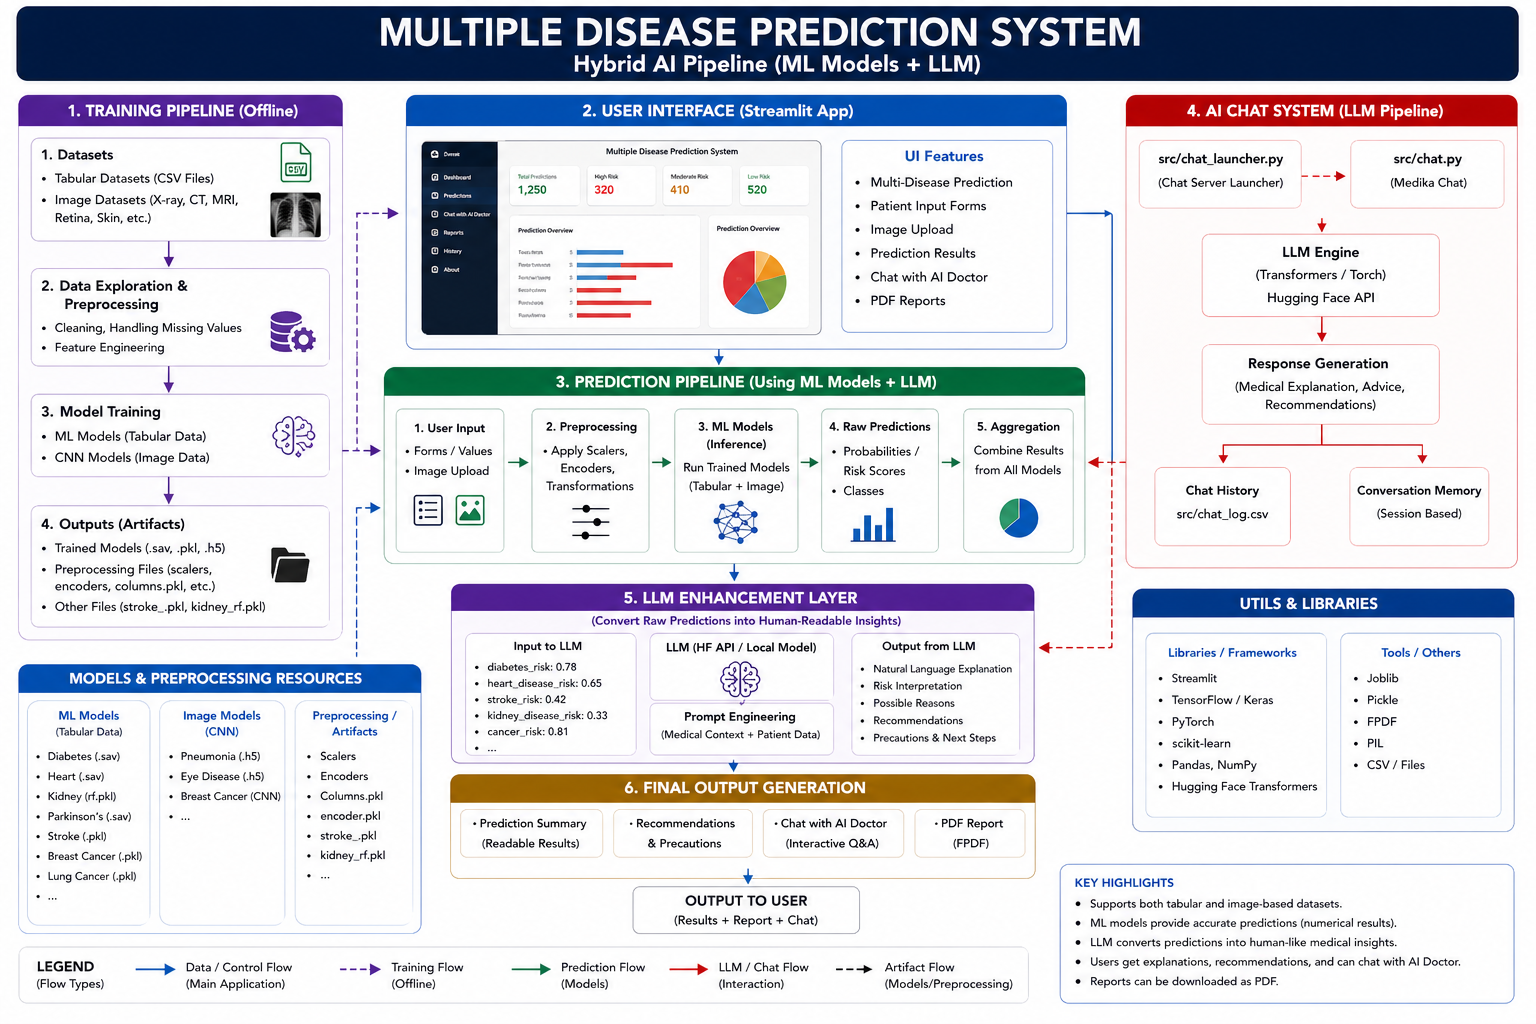 MULTIPLE DISEASE PREDICTION SYSTEM
Hybrid AI Pipeline (ML Models + LLM)
1. TRAINING PIPELINE (Offline)
1. Datasets
CSV
• Tabular Datasets (CSV Files)
• Image Datasets (X-ray, CT, MRI,
Retina, Skin, etc.)
2. Data Exploration &
Preprocessing
• Cleaning, Handling Missing Values
• Feature Engineering
3. Model Training
• ML Models (Tabular Data)
• CNN Models (Image Data)
4. Outputs (Artifacts)
• Trained Models (.sav, .pkl, .h5)
• Preprocessing Files (scalers,
encoders, columns.pkl, etc.)
• Other Files (stroke_.pkl, kidney_rf.pkl)
2. USER INTERFACE (Streamlit App)
Dashboard
Predictions
Chat with AI Doctor
Reports
History
About
Multiple Disease Prediction System
Total Predictions
1,250
High Risk
320
Moderate Risk
410
Low Risk
520
Prediction Overview
Prediction Overview
UI Features
• Multi-Disease Prediction
• Patient Input Forms
• Image Upload
• Prediction Results
• Chat with AI Doctor
• PDF Reports
3. PREDICTION PIPELINE (Using ML Models + LLM)
1. User Input
• Forms / Values
• Image Upload
2. Preprocessing
• Apply Scalers,
Encoders,
Transformations
3. ML Models
(Inference)
Run Trained Models
(Tabular + Image)
4. Raw Predictions
• Probabilities /
Risk Scores
• Classes
5. Aggregation
Combine Results
from All Models
4. AI CHAT SYSTEM (LLM Pipeline)
src/chat_launcher.py
(Chat Server Launcher)
src/chat.py
(Medika Chat)
LLM Engine
(Transformers / Torch)
Hugging Face API
Response Generation
(Medical Explanation, Advice,
Recommendations)
Chat History
src/chat_log.csv
Conversation Memory
(Session Based)
5. LLM ENHANCEMENT LAYER
(Convert Raw Predictions into Human-Readable Insights)
Input to LLM
• diabetes_risk: 0.78
• heart_disease_risk: 0.65
• stroke_risk: 0.42
• kidney_disease_risk: 0.33
• cancer_risk: 0.81
• ...
LLM (HF API / Local Model)
Prompt Engineering
(Medical Context + Patient Data)
Output from LLM
• Natural Language Explanation
• Risk Interpretation
• Possible Reasons
• Recommendations
• Precautions & Next Steps
6. FINAL OUTPUT GENERATION
• Prediction Summary
(Readable Results)
• Recommendations
& Precautions
• Chat with AI Doctor
(Interactive Q&A)
• PDF Report
(FPDF)
OUTPUT TO USER
(Results + Report + Chat)
MODELS & PREPROCESSING RESOURCES
ML Models
(Tabular Data)
• Diabetes (.sav)
• Heart (.sav)
• Kidney (rf.pkl)
• Parkinson's (.sav)
• Stroke (.pkl)
• Breast Cancer (.pkl)
• Lung Cancer (.pkl)
• ...
Image Models
(CNN)
• Pneumonia (.h5)
• Eye Disease (.h5)
• Breast Cancer (CNN)
• ...
Preprocessing /
Artifacts
• Scalers
• Encoders
• Columns.pkl
• encoder.pkl
• stroke_.pkl
• kidney_rf.pkl
• ...
UTILS & LIBRARIES
Libraries / Frameworks
• Streamlit
• TensorFlow / Keras
• PyTorch
• scikit-learn
• Pandas, NumPy
• Hugging Face Transformers
Tools / Others
• Joblib
• Pickle
• FPDF
• PIL
• CSV / Files
KEY HIGHLIGHTS
• Supports both tabular and image-based datasets.
• ML models provide accurate predictions (numerical results).
• LLM converts predictions into human-like medical insights.
• Users get explanations, recommendations, and can chat with AI Doctor.
• Reports can be downloaded as PDF.
LEGEND
(Flow Types)
Data / Control Flow
(Main Application)
Training Flow
(Offline)
Prediction Flow
(Models)
LLM / Chat Flow
(Interaction)
Artifact Flow
(Models/Preprocessing)